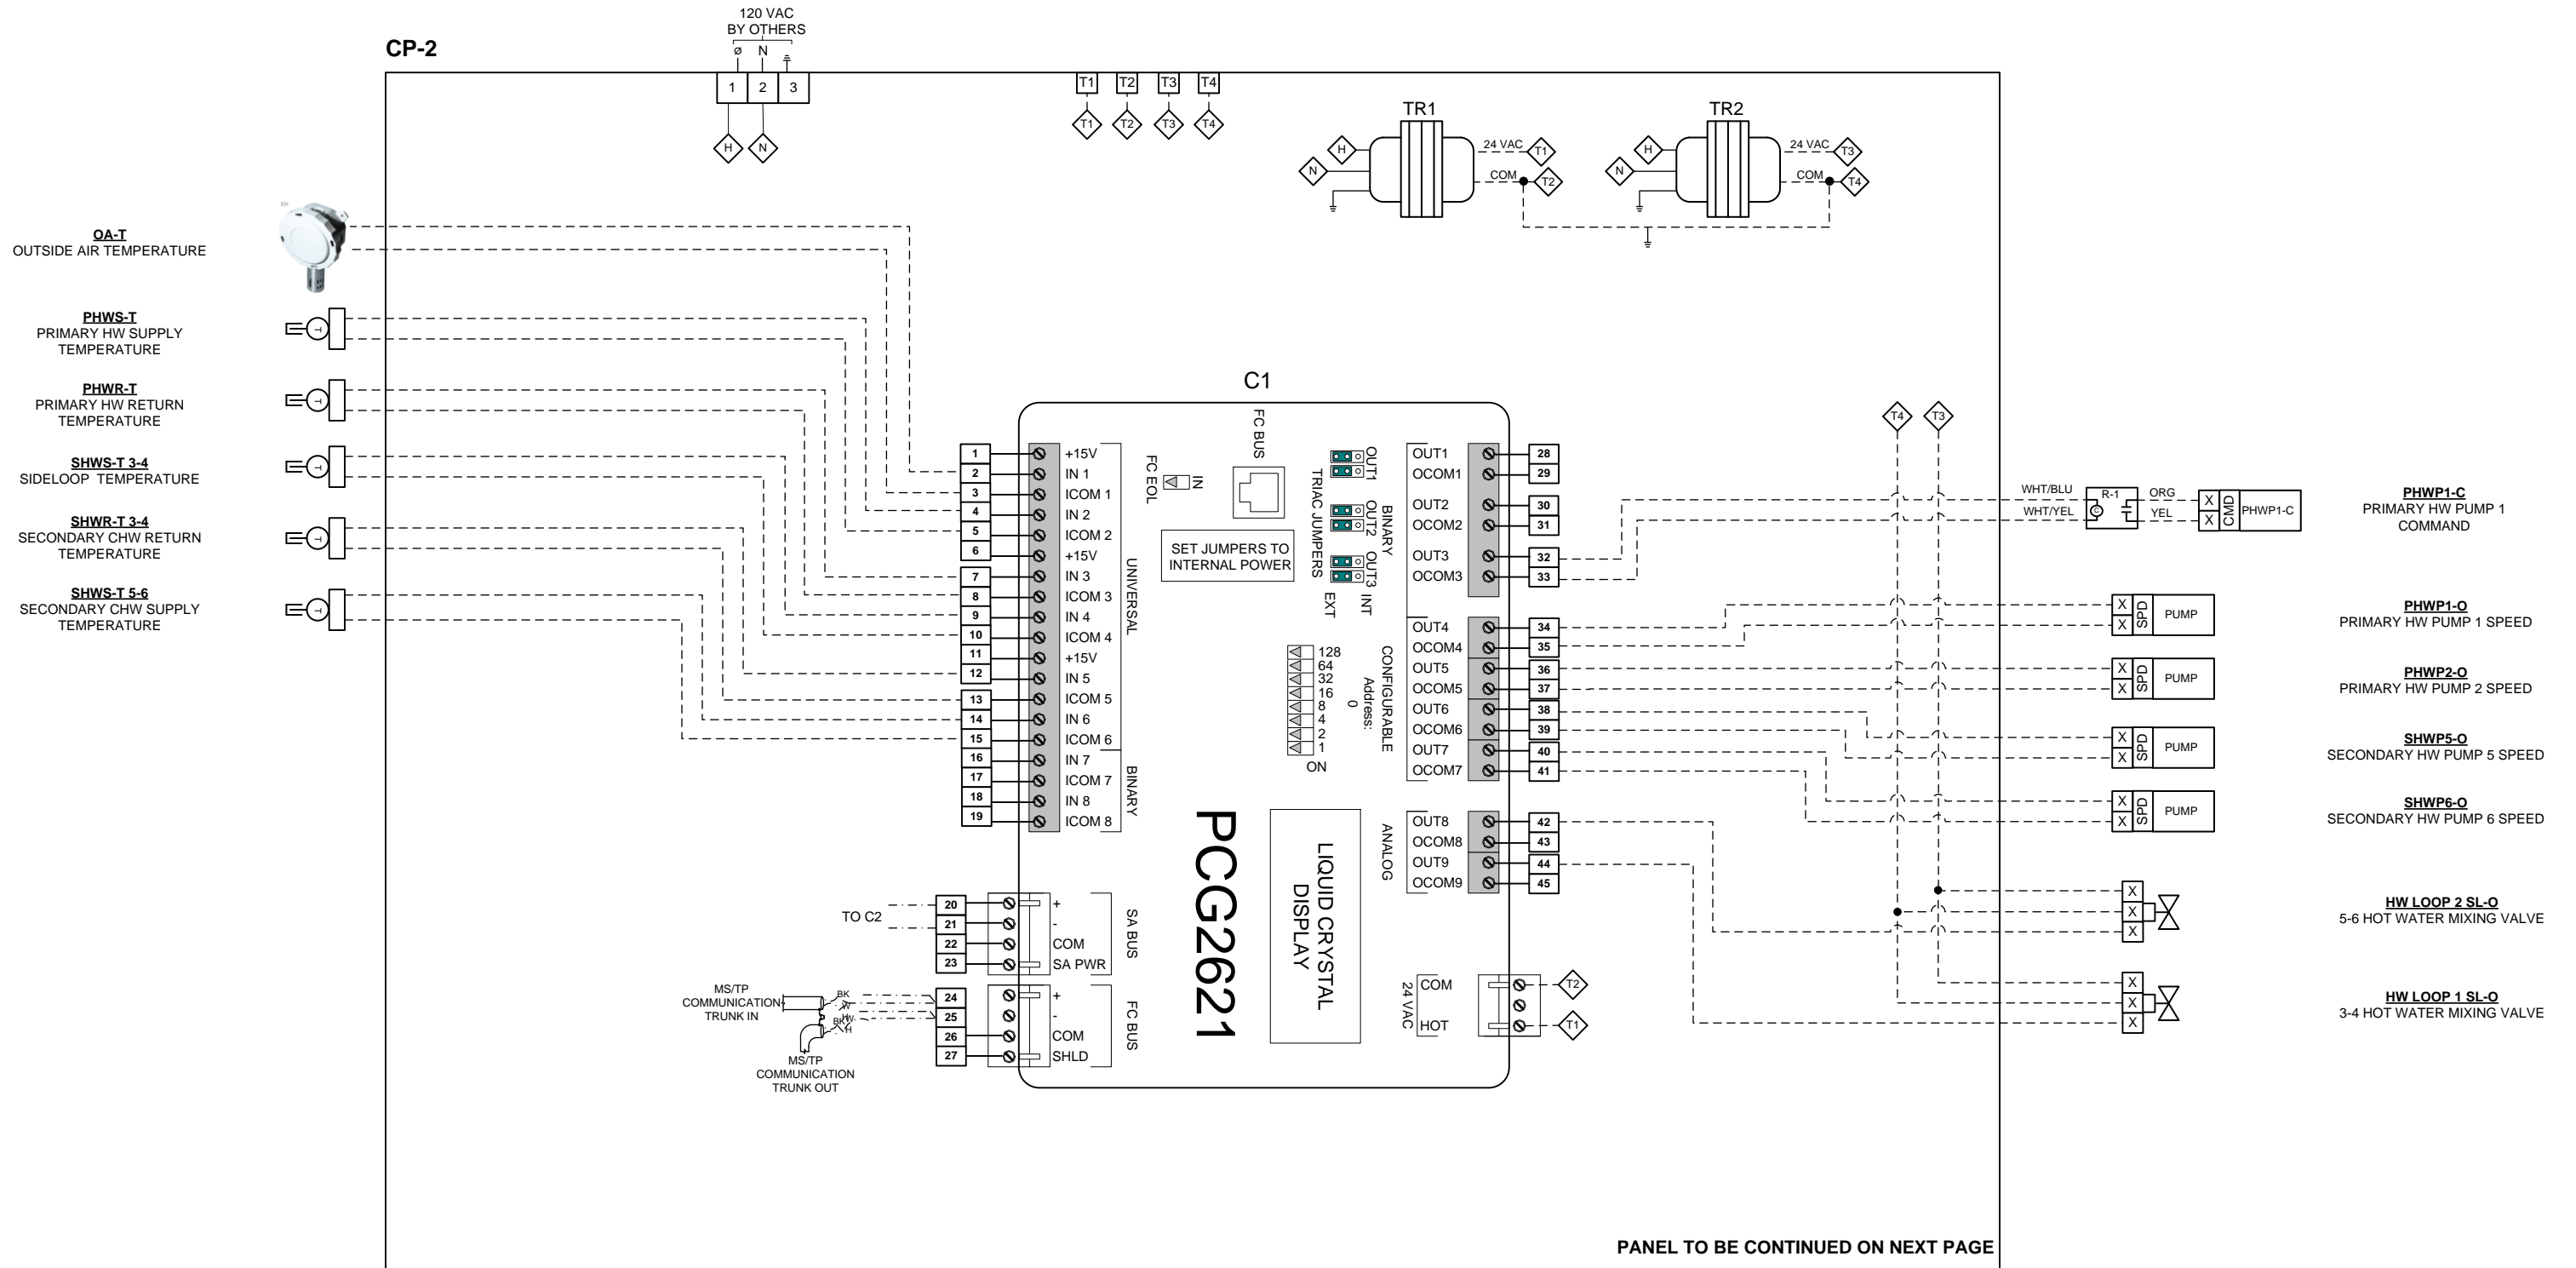 120 VAC
BY OTHERS
CP-2
ø N
1 2 3
H N
T1 T2 T3 T4
T1 T2 T3 T4
TR1
H
N
24 VAC T1
COM T2
TR2
H
N
24 VAC T3
COM T4
OA-T
OUTSIDE AIR TEMPERATURE
PHWS-T
PRIMARY HW SUPPLY
TEMPERATURE
PHWR-T
PRIMARY HW RETURN
TEMPERATURE
SHWS-T 3-4
SIDELOOP TEMPERATURE
SHWR-T 3-4
SECONDARY CHW RETURN
TEMPERATURE
SHWS-T 5-6
SECONDARY CHW SUPPLY
TEMPERATURE
T
T
T
T
T
C1
1 +15V
2 IN 1
3 ICOM 1
4 IN 2
5 ICOM 2
6 +15V
7 IN 3
8 ICOM 3
9 IN 4
10 ICOM 4
11 +15V
12 IN 5
13 ICOM 5
14 IN 6
15 ICOM 6
16 IN 7
17 ICOM 7
18 IN 8
19 ICOM 8
UNIVERSAL
BINARY
FC EOL
IN
FC BUS
SET JUMPERS TO
INTERNAL POWER
TRIAC JUMPERS
OUT1
OUT2
OUT3
EXT
INT
BINARY
128
64
32
16
8
4
2
1
ON
Address:
0
CONFIGURABLE
ANALOG
PCG2621
LIQUID CRYSTAL
DISPLAY
OUT1 28
OCOM1 29
OUT2 30
OCOM2 31
OUT3 32
OCOM3 33
OUT4 34
OCOM4 35
OUT5 36
OCOM5 37
OUT6 38
OCOM6 39
OUT7 40
OCOM7 41
OUT8 42
OCOM8 43
OUT9 44
OCOM9 45
24 VAC
COM T2
HOT T1
TO C2
20 +
21 -
22 COM
23 SA PWR
SA BUS
MS/TP
COMMUNICATION
TRUNK IN
BK
W
MS/TP
COMMUNICATION
TRUNK OUT
24 +
25 -
26 COM
27 SHLD
FC BUS
T4 T3
WHT/BLU
WHT/YEL
R-1
C
ORG
YEL
X
X
CMD
PHWP1-C
PHWP1-C
PRIMARY HW PUMP 1
COMMAND
X
X
SPD
PUMP
PHWP1-O
PRIMARY HW PUMP 1 SPEED
X
X
SPD
PUMP
PHWP2-O
PRIMARY HW PUMP 2 SPEED
X
X
SPD
PUMP
SHWP5-O
SECONDARY HW PUMP 5 SPEED
X
X
SPD
PUMP
SHWP6-O
SECONDARY HW PUMP 6 SPEED
X
X
X
HW LOOP 2 SL-O
5-6 HOT WATER MIXING VALVE
X
X
X
HW LOOP 1 SL-O
3-4 HOT WATER MIXING VALVE
PANEL TO BE CONTINUED ON NEXT PAGE